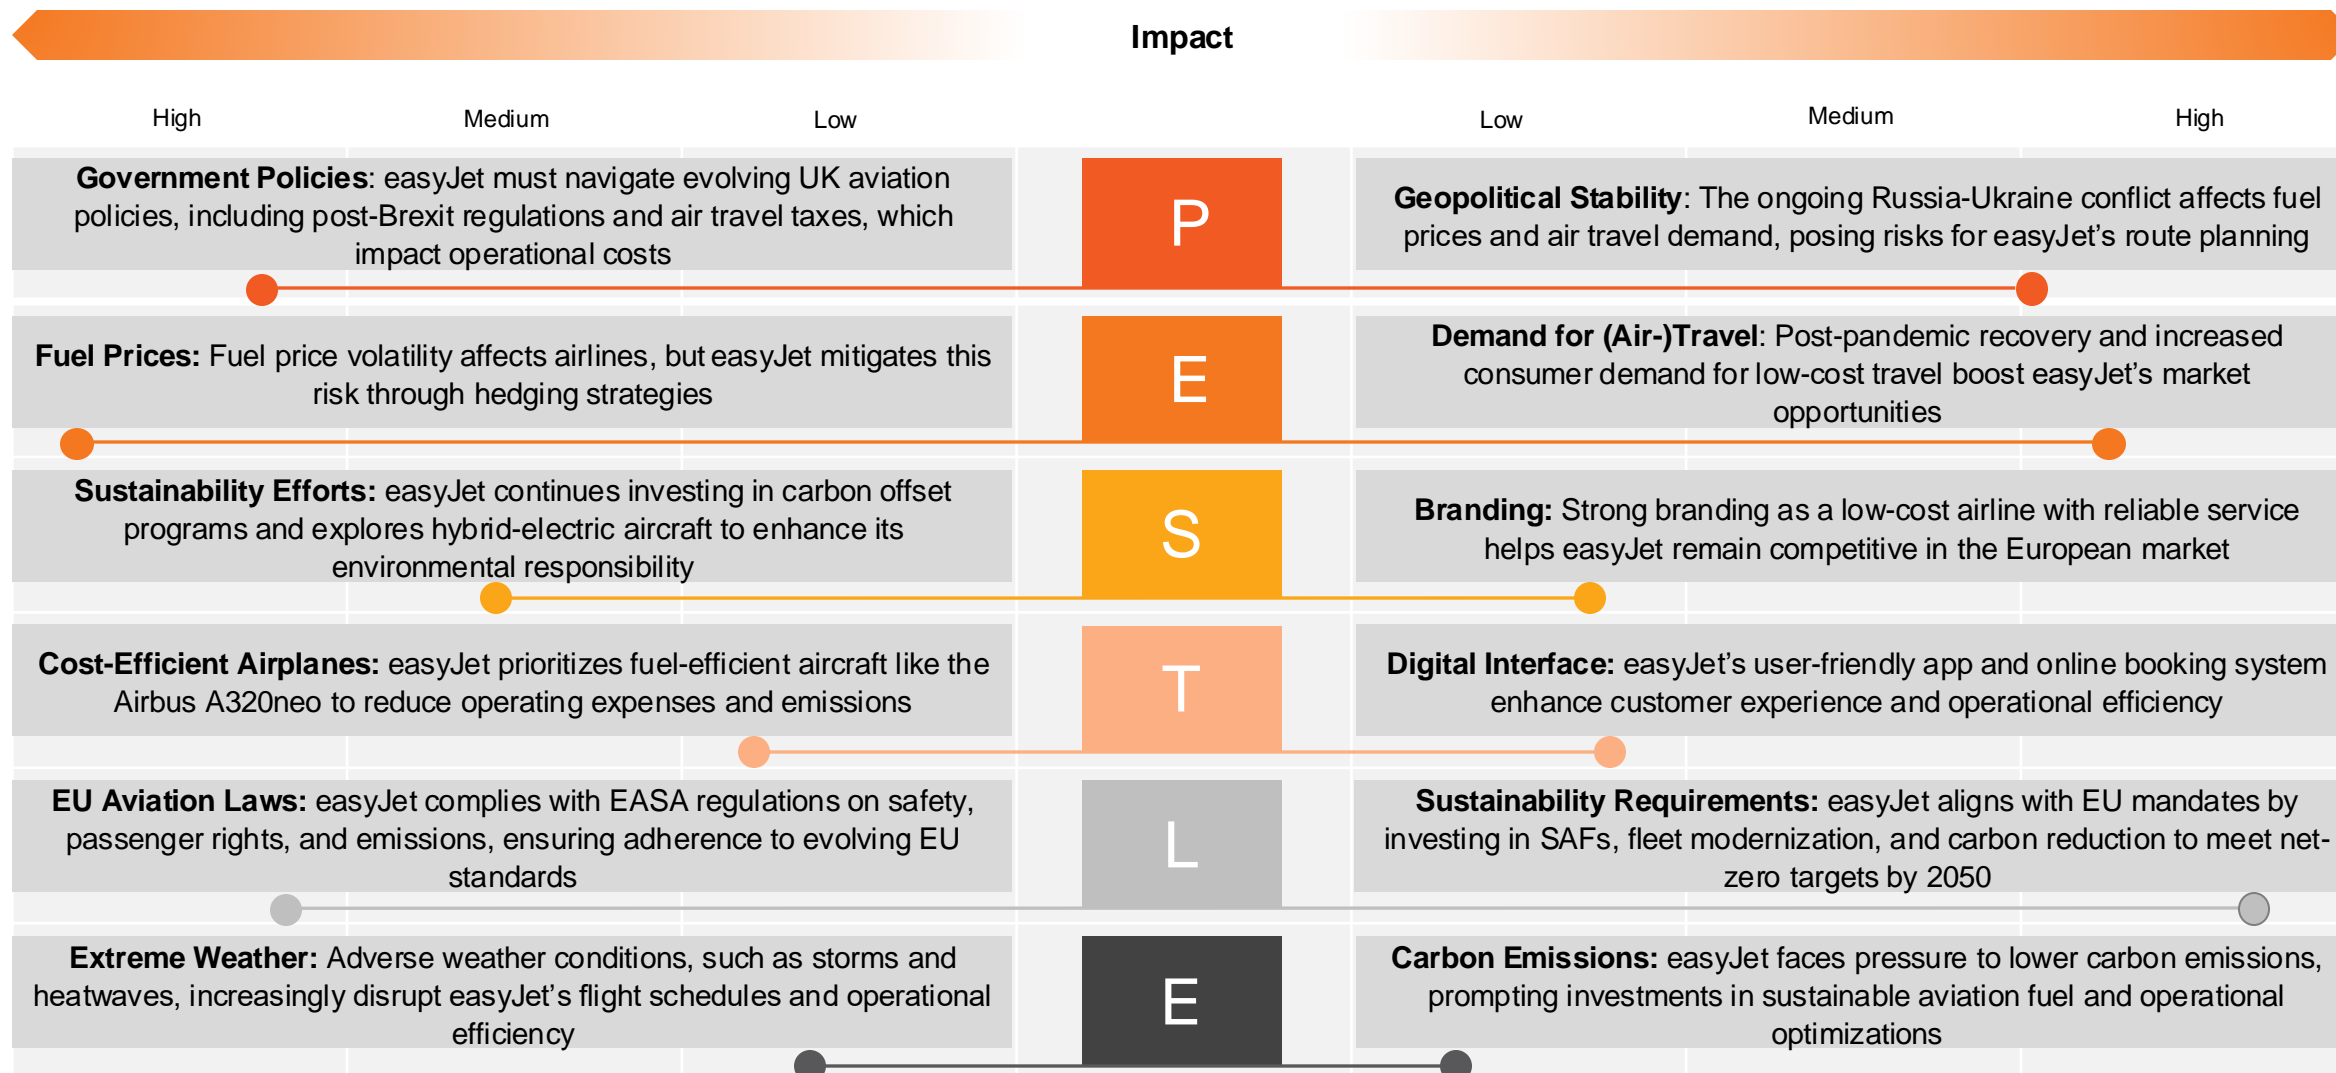 Impact
High
Medium
Low
Low
Medium
High
Government Policies: easyJet must navigate evolving UK aviation
policies, including post-Brexit regulations and air travel taxes, which
impact operational costs
P
Geopolitical Stability: The ongoing Russia-Ukraine conflict affects fuel
prices and air travel demand, posing risks for easyJet's route planning
Fuel Prices: Fuel price volatility affects airlines, but easyJet mitigates this
risk through hedging strategies
E
Demand for (Air-)Travel: Post-pandemic recovery and increased
consumer demand for low-cost travel boost easyJet's market
opportunities
Sustainability Efforts: easyJet continues investing in carbon offset
programs and explores hybrid-electric aircraft to enhance its
environmental responsibility
S
Branding: Strong branding as a low-cost airline with reliable service
helps easyJet remain competitive in the European market
Cost-Efficient Airplanes: easyJet prioritizes fuel-efficient aircraft like the
Airbus A320neo to reduce operating expenses and emissions
T
Digital Interface: easyJet's user-friendly app and online booking system
enhance customer experience and operational efficiency
EU Aviation Laws: easyJet complies with EASA regulations on safety,
passenger rights, and emissions, ensuring adherence to evolving EU
standards
L
Sustainability Requirements: easyJet aligns with EU mandates by
investing in SAFs, fleet modernization, and carbon reduction to meet net-
zero targets by 2050
Extreme Weather: Adverse weather conditions, such as storms and
heatwaves, increasingly disrupt easyJet's flight schedules and operational
efficiency
E
Carbon Emissions: easyJet faces pressure to lower carbon emissions,
prompting investments in sustainable aviation fuel and operational
optimizations